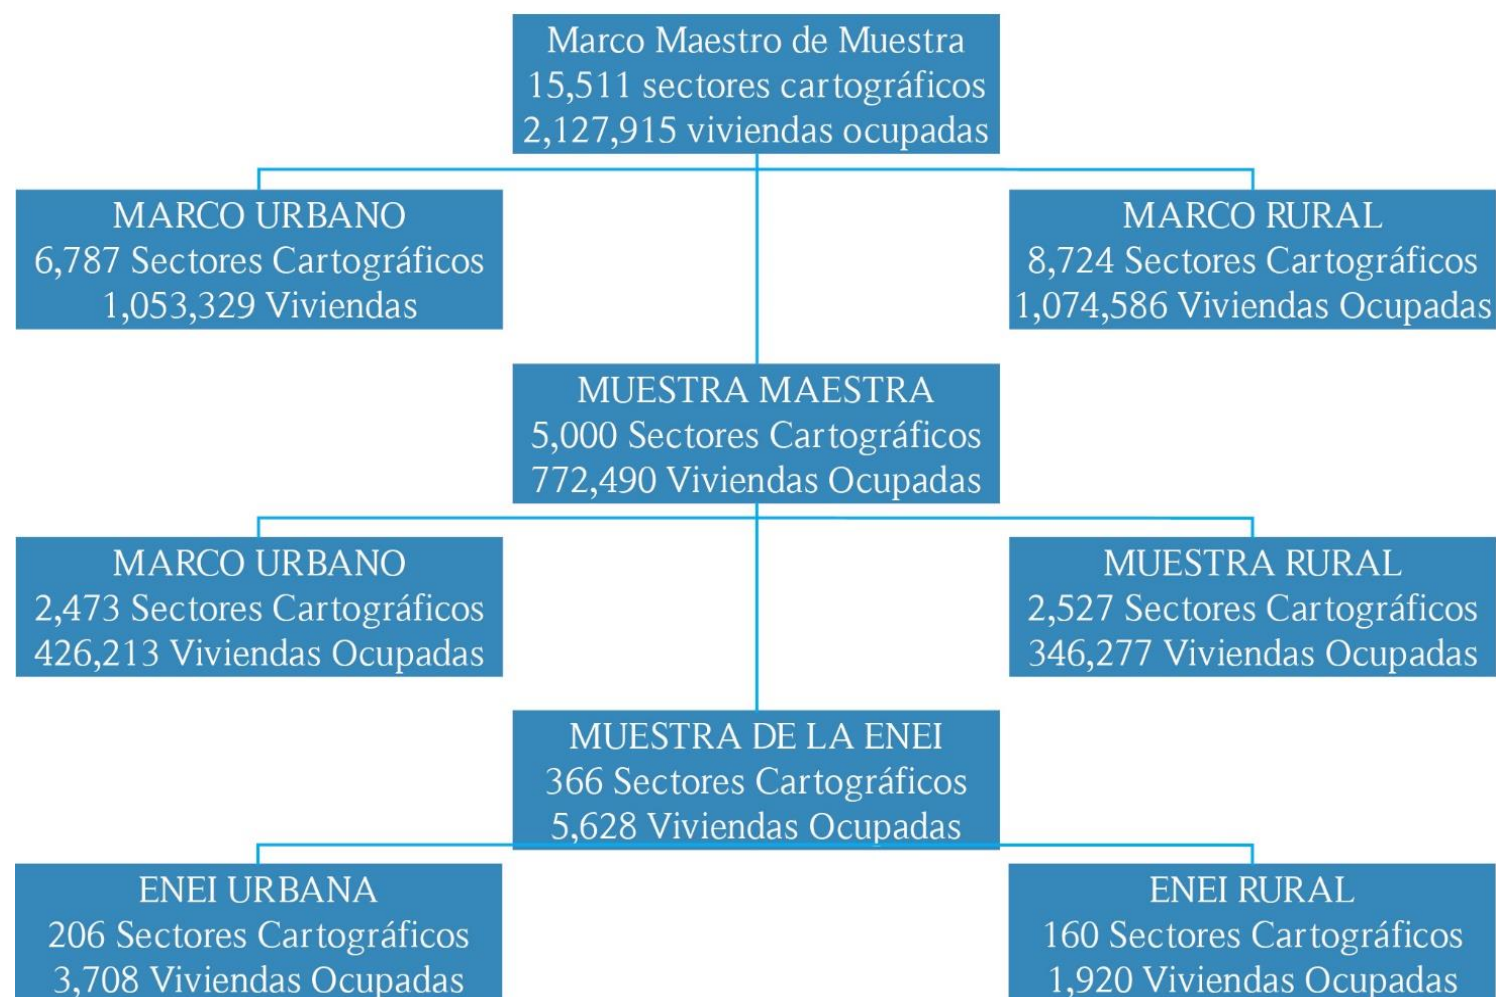 Marco Maestro de Muestra
15,511 sectores cartográficos
2,127,915 viviendas ocupadas
MARCO URBANO
6,787 Sectores Cartográficos
1,053,329 Viviendas
MARCO RURAL
8,724 Sectores Cartográficos
1,074,586 Viviendas Ocupadas
MUESTRA MAESTRA
5,000 Sectores Cartográficos
772,490 Viviendas Ocupadas
MARCO URBANO
2,473 Sectores Cartográficos
426,213 Viviendas Ocupadas
MUESTRA RURAL
2,527 Sectores Cartográficos
346,277 Viviendas Ocupadas
MUESTRA DE LA ENEI
366 Sectores Cartográficos
5,628 Viviendas Ocupadas
ENEI URBANA
206 Sectores Cartográficos
3,708 Viviendas Ocupadas
ENEI RURAL
160 Sectores Cartográficos
1,920 Viviendas Ocupadas